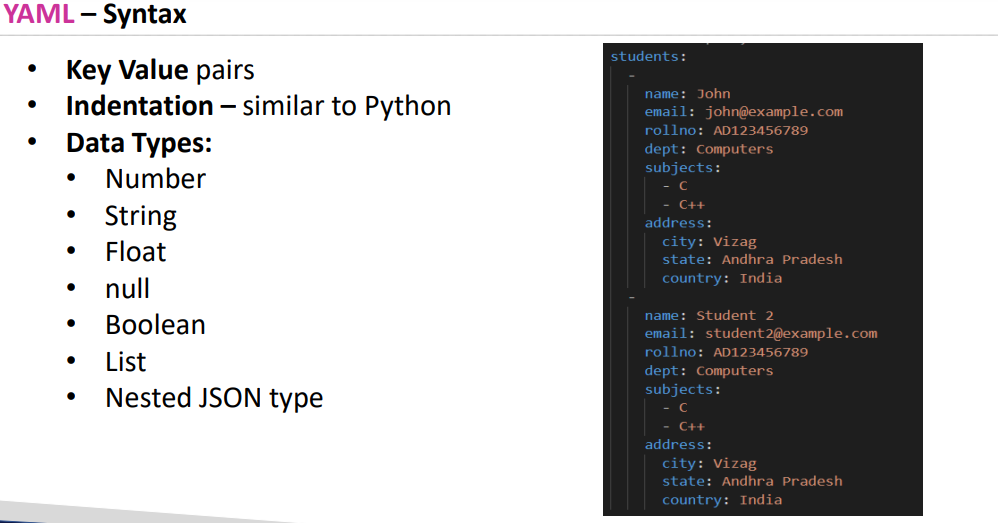 YAML – Syntax
• Key Value pairs
• Indentation – similar to Python
• Data Types:
• Number
• String
• Float
• null
• Boolean
• List
• Nested JSON type
students:
-
name: John
email: john@example.com
rollno: AD123456789
dept: Computers
subjects:
- C
- C++
address:
city: Vizag
state: Andhra Pradesh
country: India
-
name: Student 2
email: student2@example.com
rollno: AD123456789
dept: Computers
subjects:
- C
- C++
address:
city: Vizag
state: Andhra Pradesh
country: India